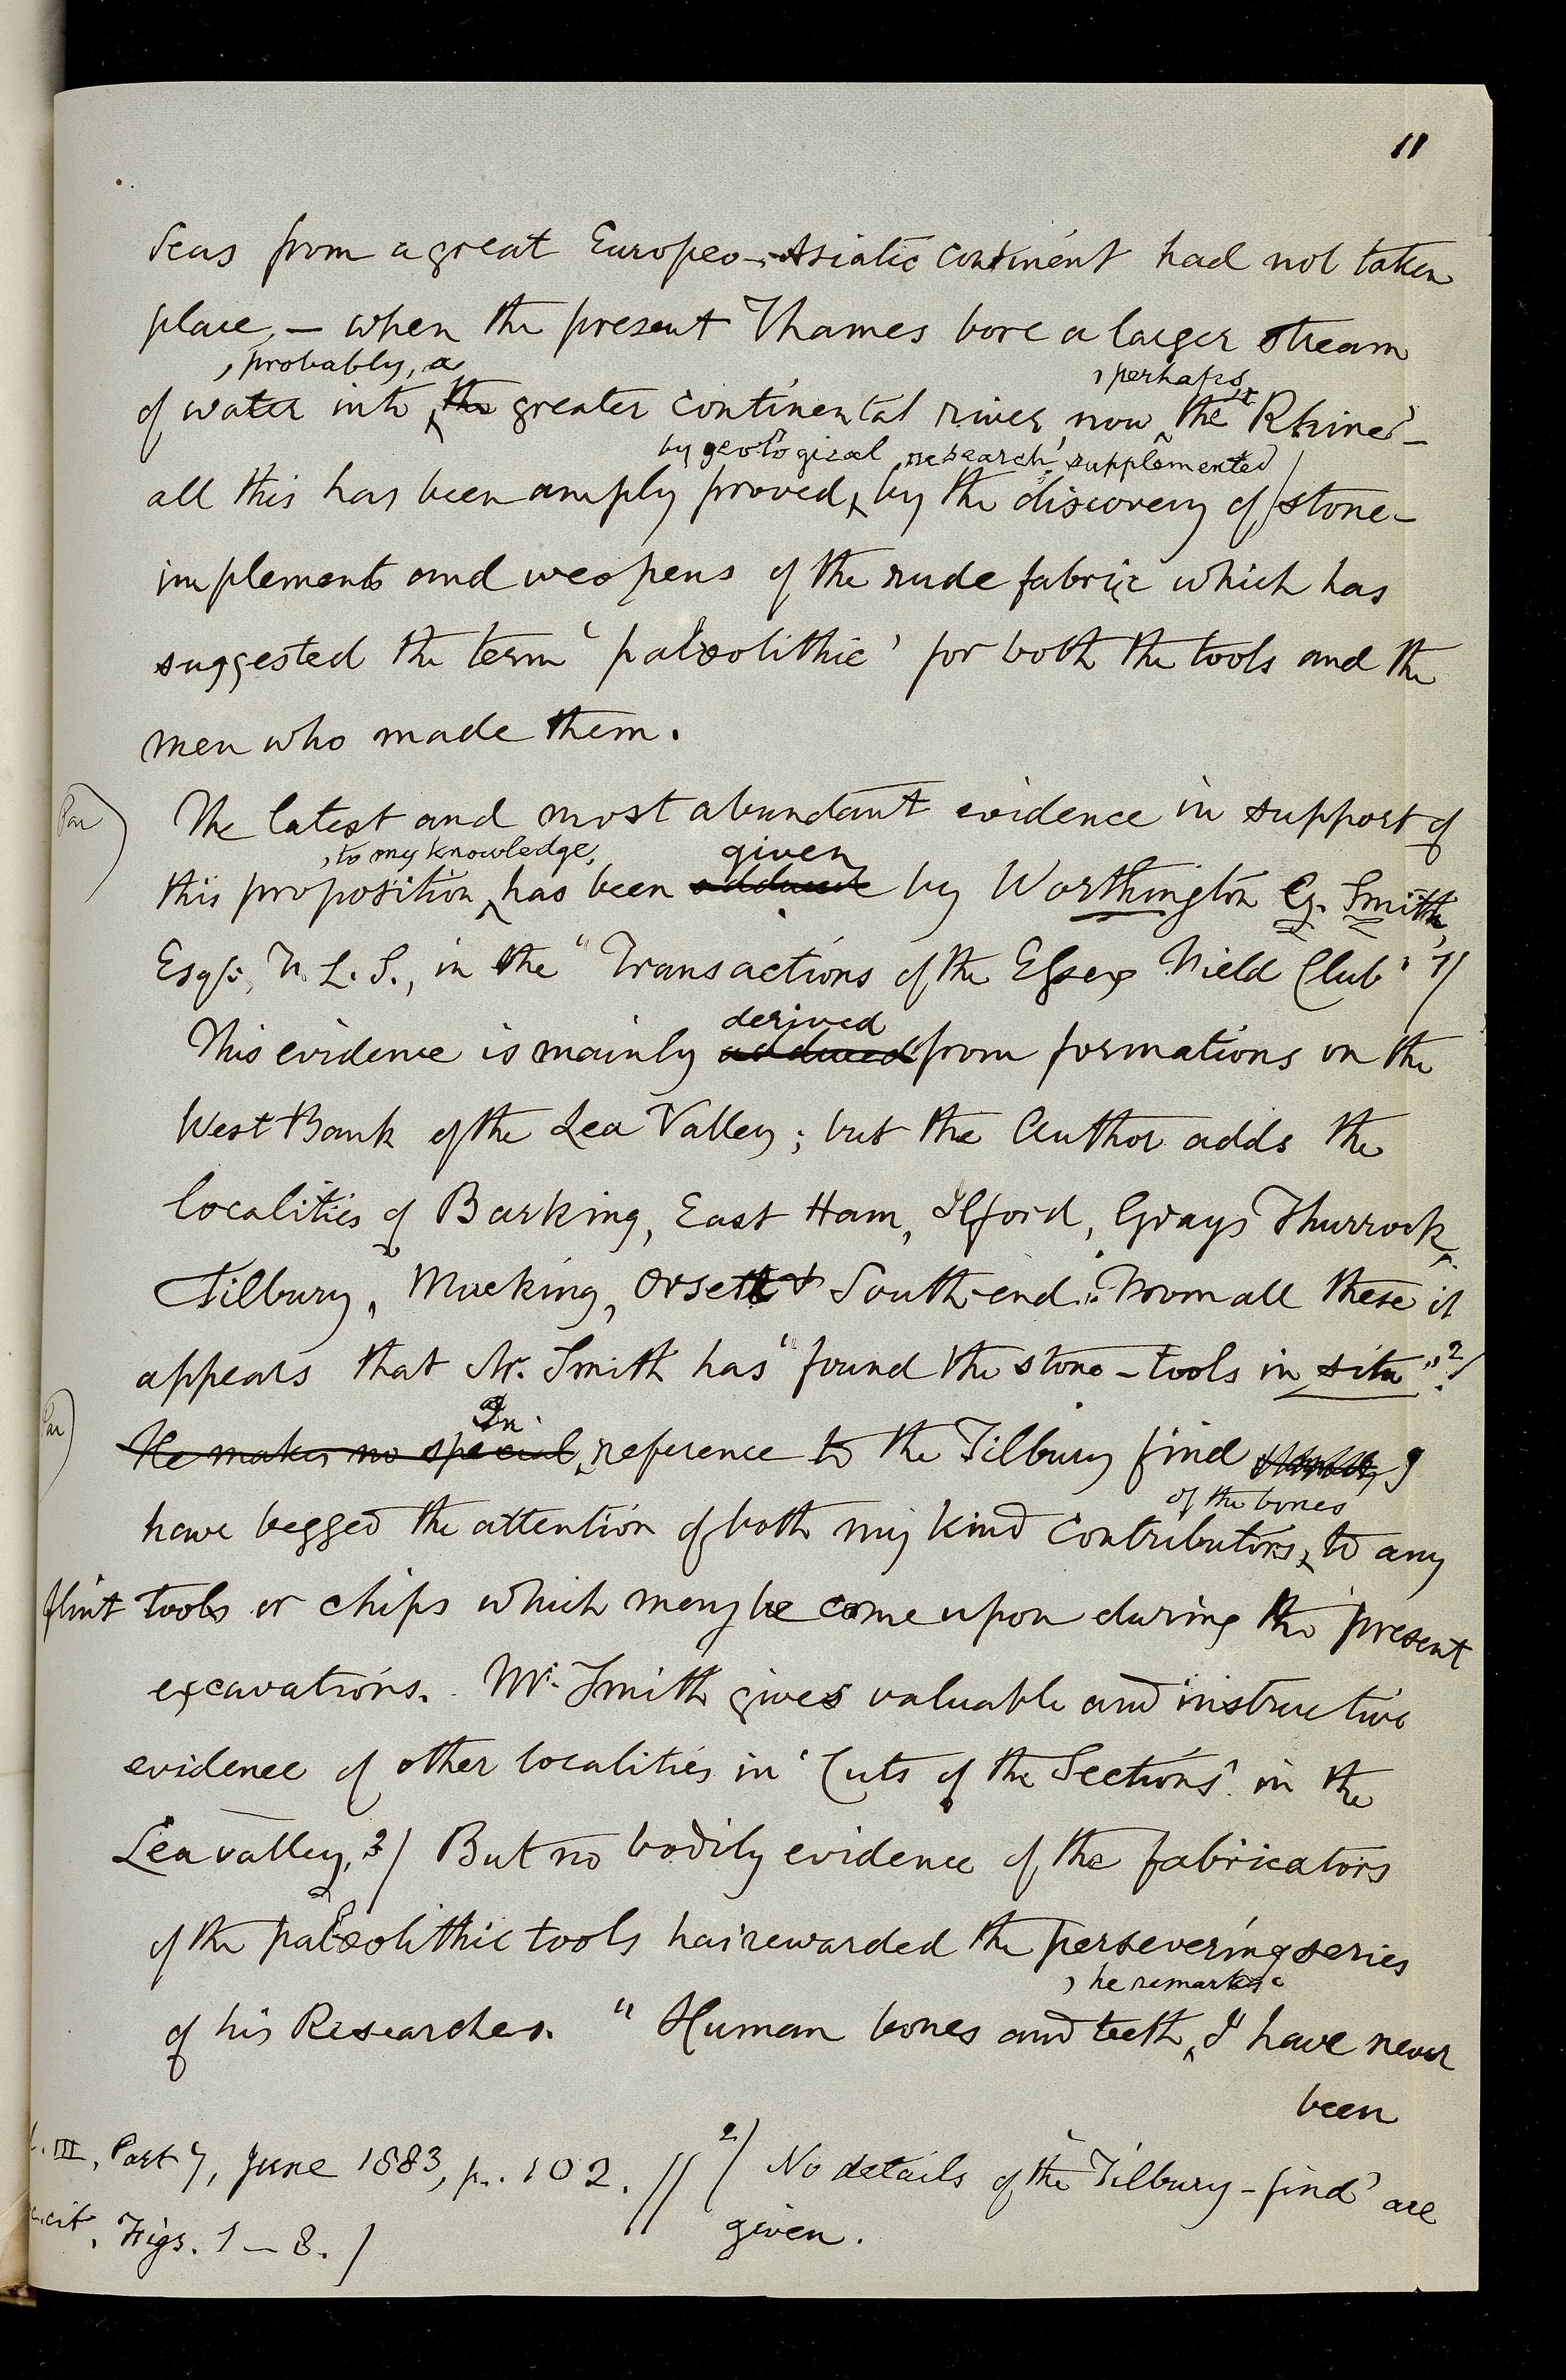 11
seas from a great Europeo-Asiatic continent had not taken
place, – when the present Thames bore a larger stream
, probably, a , perhaps,
of water into the greater continental river, now the 'Rhine' –
by geological research, supplemented
all this has been amply proved, by the discovery of stone-
implements and weapons of the rude fabric which has
suggested the term 'palæolithic' for both the tools and the
men who made them.
Par) The latest and most abundant evidence in support of
, to my knowledge, given
this proposition, has been adduced by Worthington G. Smith,
Esqr, F. L. S., in the "Transactions of the Essex Field Club" 1/
derived
This evidence is mainly adduced from formations on the
West Bank of the Lea Valley; but the Author adds the
localities of Barking, East Ham, Ilford, Grays Thurrock,
Tilbury, Mucking, Orsett & South-end. From all these it
appears that Mr. Smith has "found the stone-tools in situ". 2/
Par) In
He makes no special reference to the Tilbury find I
of the bones
have begged the attention of both my kind contributors, to any
flint tools or chips which may be come upon during the present
excavations. Mr. Smith gives valuable and instructive
evidence of other localities in 'Cuts of the Sections' in the
Lea valley, 3/ But no bodily evidence of the fabricators
of the palæolithic tools has rewarded the persevering series
, he remarks,
of his Researches. "Human bones and teeth, I have never
been
. III, Part 7, June 1883, p. 102. // 2/ No details of the 'Tilbury-find' are
given.
cit. Figs. 1 – 8. /